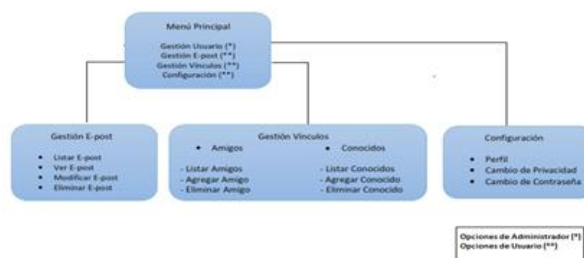 Menú Principal
Gestión Usuario (*)
Gestión E-post (**)
Gestión Vínculos (**)
Configuración (**)
Gestión E-post
• Listar E-post
• Ver E-post
• Modificar E-post
• Eliminar E-post
Gestión Vínculos
• Amigos • Conocidos
- Listar Amigos - Listar Conocidos
- Agregar Amigo - Agregar Conocido
- Eliminar Amigo - Eliminar Conocido
Configuración
• Perfil
• Cambio de Privacidad
• Cambio de Contraseña
Opciones de Administrador (*)
Opciones de Usuario (**)